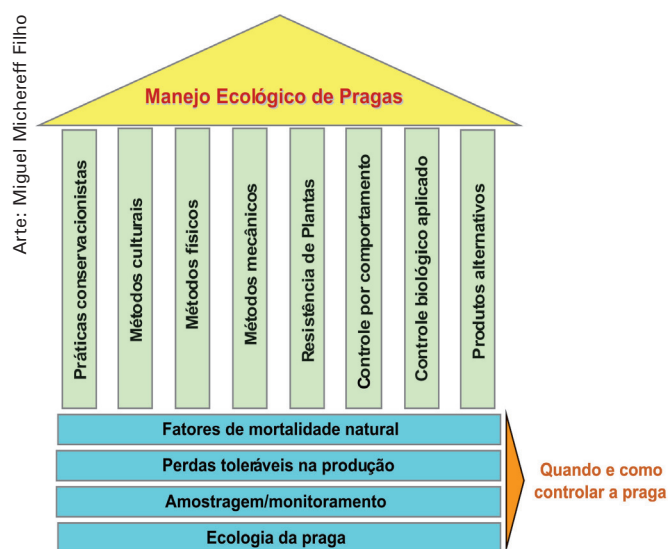 Arte: Miguel Michereff Filho
Manejo Ecológico de Pragas
Práticas conservacionistas
Métodos culturais
Métodos físicos
Métodos mecânicos
Resistência de Plantas
Controle por comportamento
Controle biológico aplicado
Produtos alternativos
Fatores de mortalidade natural
Perdas toleráveis na produção
Amostragem/monitoramento
Ecologia da praga
Quando e como
controlar a praga